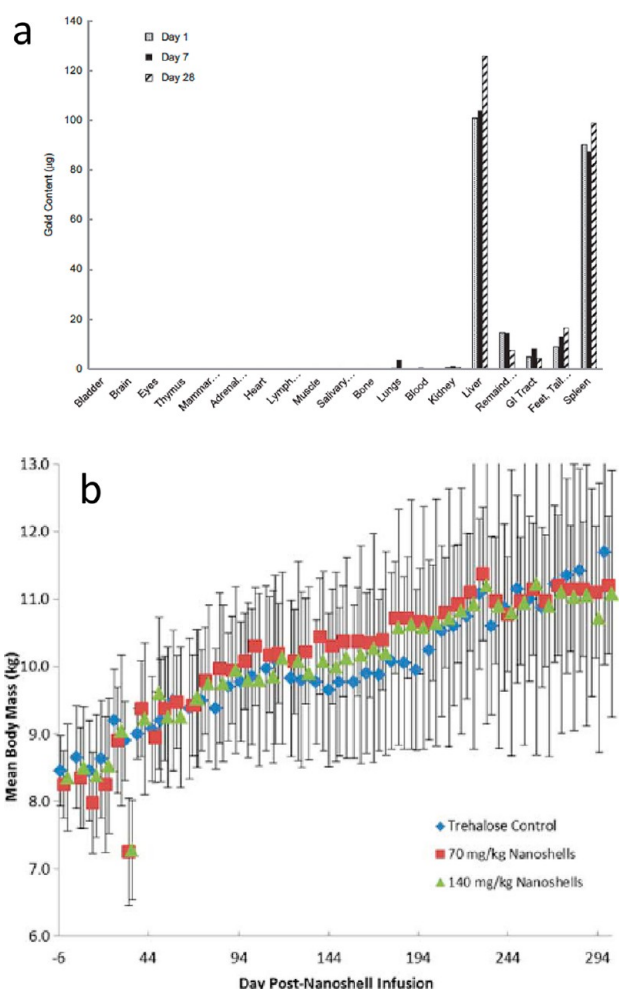 a
140
120
100
80
60
40
20
0
Gold Content (µg)
Day 1
Day 7
Day 28
Bladder
Brain
Eyes
Thymus
Mammar...
Adrenal...
Heart
Lymph...
Muscle
Salivary...
Bone
Lungs
Blood
Kidney
Liver
Remaind...
GI Tract
Feet, Tail...
Spleen
b
13.0
12.0
11.0
10.0
9.0
8.0
7.0
6.0
Mean Body Mass (kg)
Trehalose Control
70 mg/kg Nanoshells
140 mg/kg Nanoshells
-6 44 94 144 194 244 294
Day Post-Nanoshell Infusion